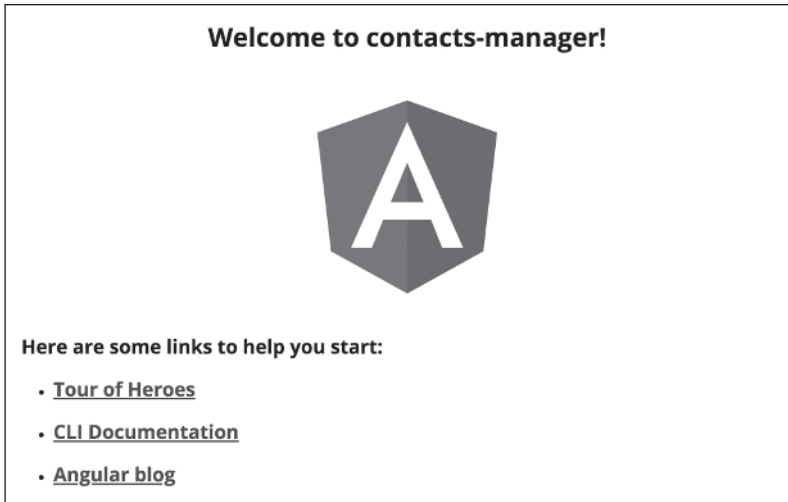 Welcome to contacts-manager!
A
Here are some links to help you start:
• Tour of Heroes
• CLI Documentation
• Angular blog